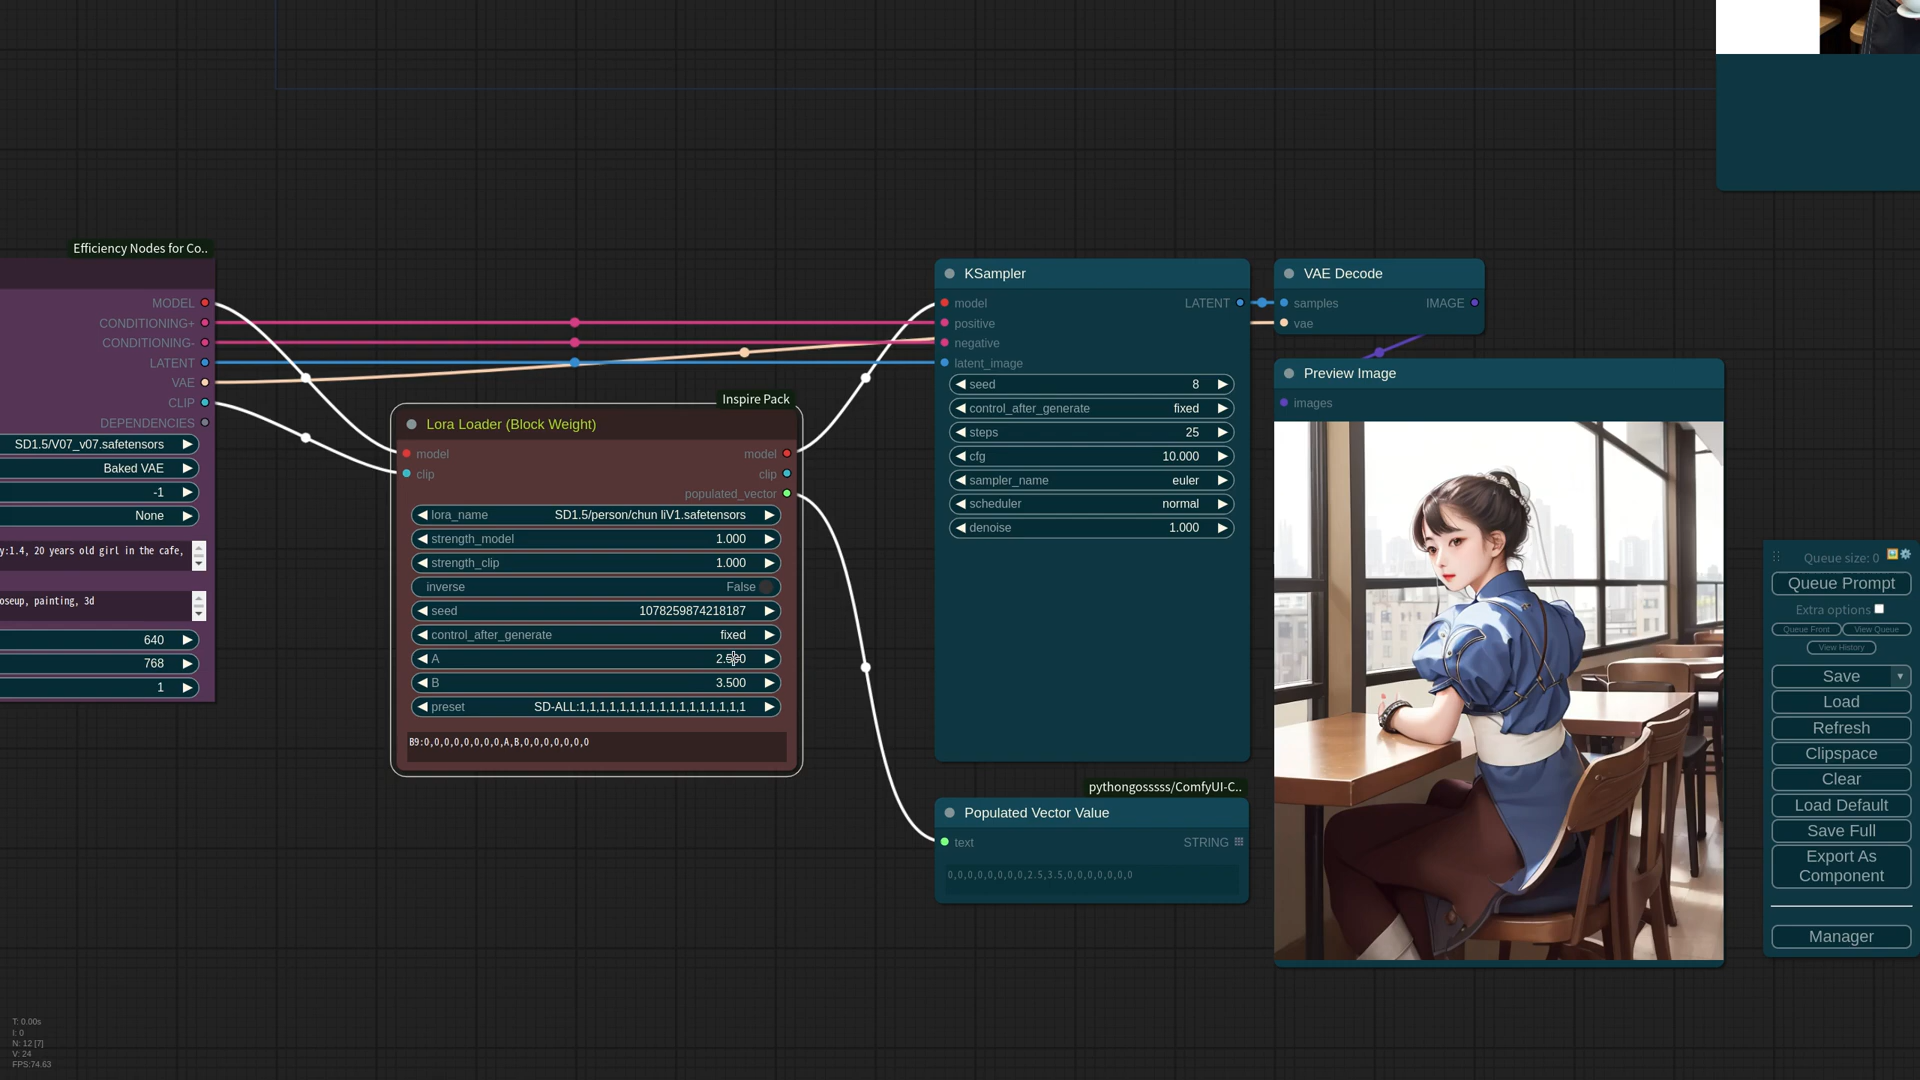 Efficiency Nodes for Co..
MODEL
CONDITIONING+
CONDITIONING-
LATENT
VAE
CLIP
DEPENDENCIES
SD1.5/V07_v07.safetensors
Baked VAE
-1
None
y:1.4, 20 years old girl in the cafe,
oseup, painting, 3d
640
768
1
Inspire Pack
Lora Loader (Block Weight)
model model
clip clip
populated_vector
lora_name SD1.5/person/chun liV1.safetensors
strength_model 1.000
strength_clip 1.000
inverse False
seed 1078259874218187
control_after_generate fixed
A
B 3.500
preset SD-ALL:1,1,1,1,1,1,1,1,1,1,1,1,1,1,1,1,1
B9:0,0,0,0,0,0,0,0,A,B,0,0,0,0,0,0,0
KSampler
model LATENT
positive
negative
latent_image
seed 8
control_after_generate fixed
steps 25
cfg 10.000
sampler_name euler
scheduler normal
denoise 1.000
pythongosssss/ComfyUI-C..
Populated Vector Value
text STRING
0,0,0,0,0,0,0,0,2.5,3.5,0,0,0,0,0,0,0
VAE Decode
samples IMAGE
vae
Preview Image
images
Queue size: 0
Queue Prompt
Extra options
Queue Front View Queue
View History
Save
Load
Refresh
Clipspace
Clear
Load Default
Save Full
Export As
Component
Manager
T: 0.00s
I: 0
N: 12 [7]
V: 24
FPS:74.63